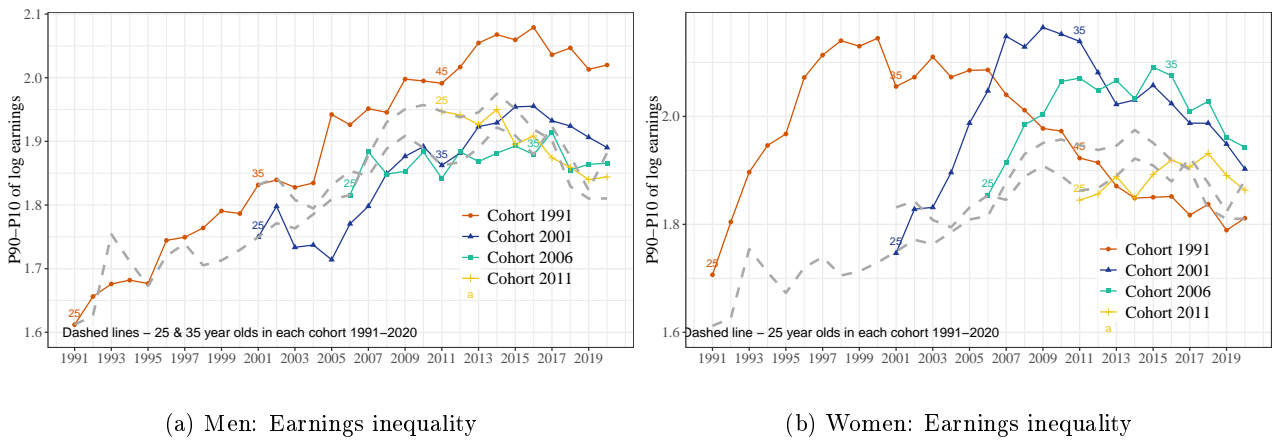 P90–P10 of log earnings
2.1
2.0
1.9
1.8
1.7
1.6
25
35
45
25
35
25
35
25
Cohort 1991
Cohort 2001
Cohort 2006
Cohort 2011
a
Dashed lines – 25 & 35 year olds in each cohort 1991–2020
1991 1993 1995 1997 1999 2001 2003 2005 2007 2009 2011 2013 2015 2017 2019
(a) Men: Earnings inequality
P90–P10 of log earnings
2.0
1.8
1.6
25
35
45
25
35
25
35
25
Cohort 1991
Cohort 2001
Cohort 2006
Cohort 2011
a
Dashed line – 25 year olds in each cohort 1991–2020
1991 1993 1995 1997 1999 2001 2003 2005 2007 2009 2011 2013 2015 2017 2019
(b) Women: Earnings inequality